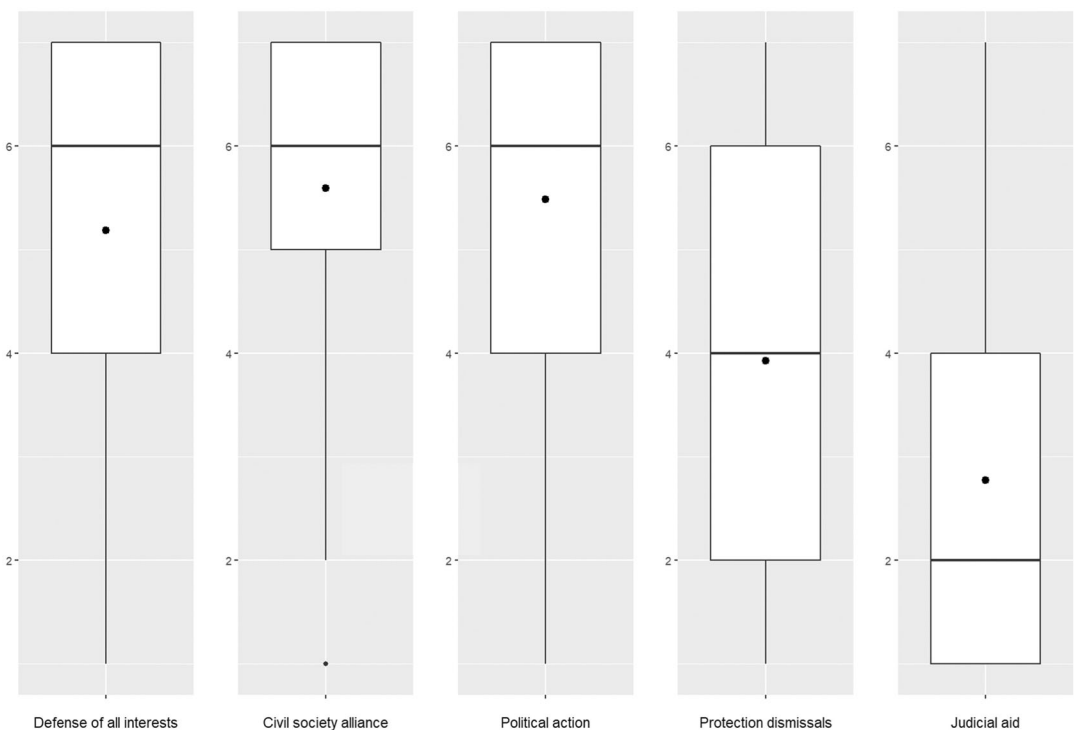 6 6 6 6 6
4 4 4 4 4
2 2 2 2 2
Defense of all interests Civil society alliance Political action Protection dismissals Judicial aid